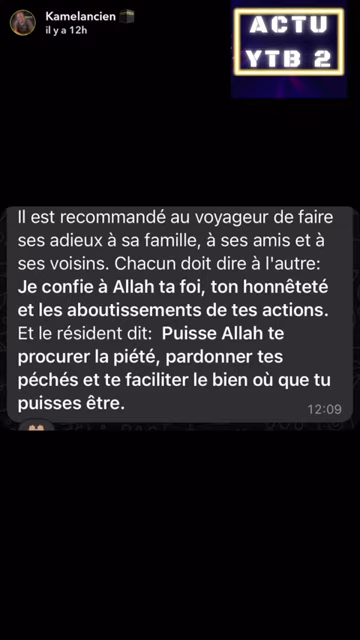 Kamelancien
il y a 12h
ACTU
YTB 2
Il est recommandé au voyageur de faire
ses adieux à sa famille, à ses amis et à
ses voisins. Chacun doit dire à l'autre:
Je confie à Allah ta foi, ton honnêteté
et les aboutissements de tes actions.
Et le résident dit: Puisse Allah te
procurer la piété, pardonner tes
péchés et te faciliter le bien où que tu
puisses être.
12:09